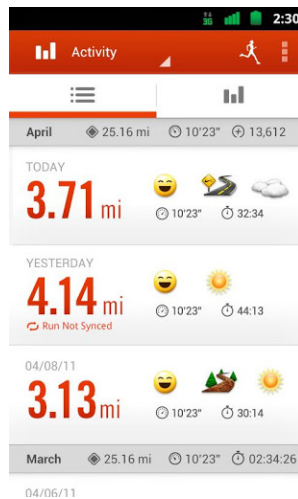 3G 2:30
Activity
April 25.16 mi 10'23" 13,612
TODAY
3.71 mi
10'23" 32:34
YESTERDAY
4.14 mi
10'23" 44:13
Run Not Synced
04/08/11
3.13 mi
10'23" 30:14
March 25.16 mi 10'23" 02:34:26
04/06/11